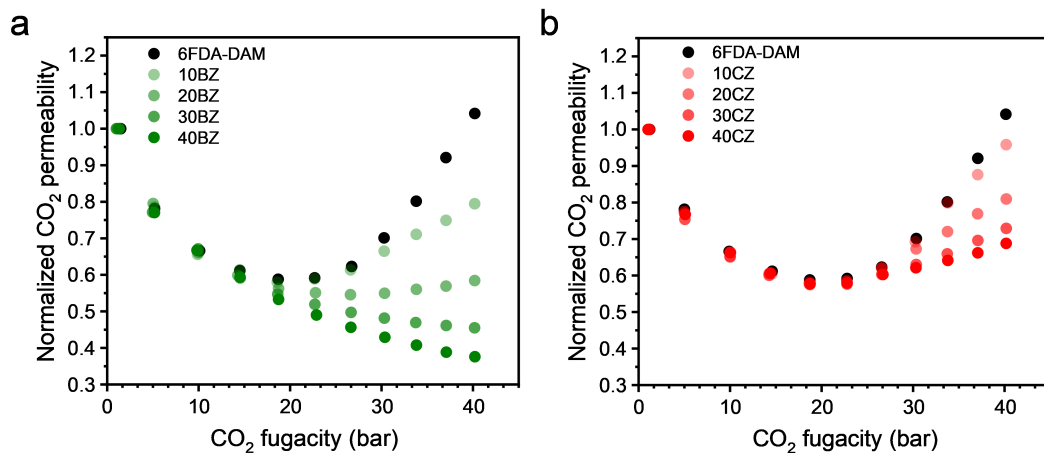 a
1.2
1.1
1.0
0.9
0.8
0.7
0.6
0.5
0.4
0.3
Normalized CO2 permeability
6FDA-DAM
10BZ
20BZ
30BZ
40BZ
0
10
20
30
40
CO2 fugacity (bar)
b
1.2
1.1
1.0
0.9
0.8
0.7
0.6
0.5
0.4
0.3
Normalized CO2 permeability
6FDA-DAM
10CZ
20CZ
30CZ
40CZ
0
10
20
30
40
CO2 fugacity (bar)